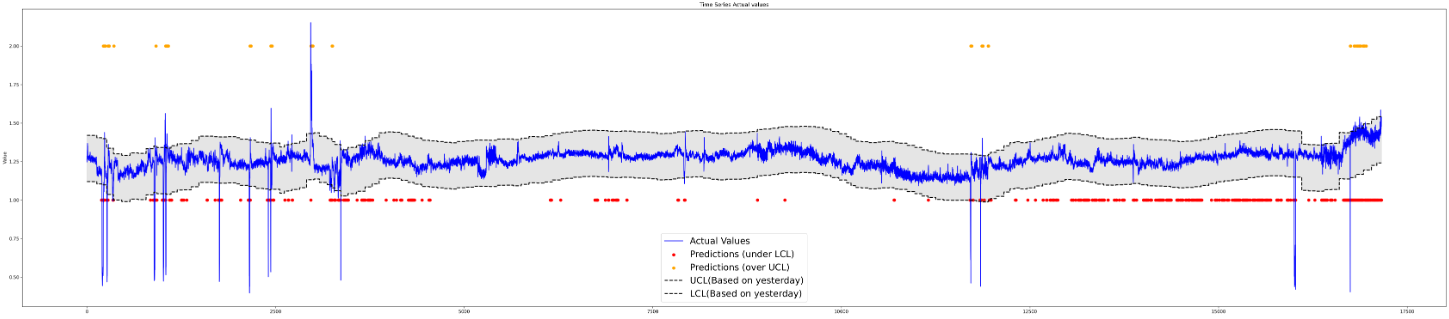 Time Series Actual values
2.00
1.75
1.50
1.25
1.00
0.75
0.50
Value
Actual Values
Predictions (under LCL)
Predictions (over UCL)
UCL(Based on yesterday)
LCL(Based on yesterday)
0 2500 5000 7500 10000 12500 15000 17500